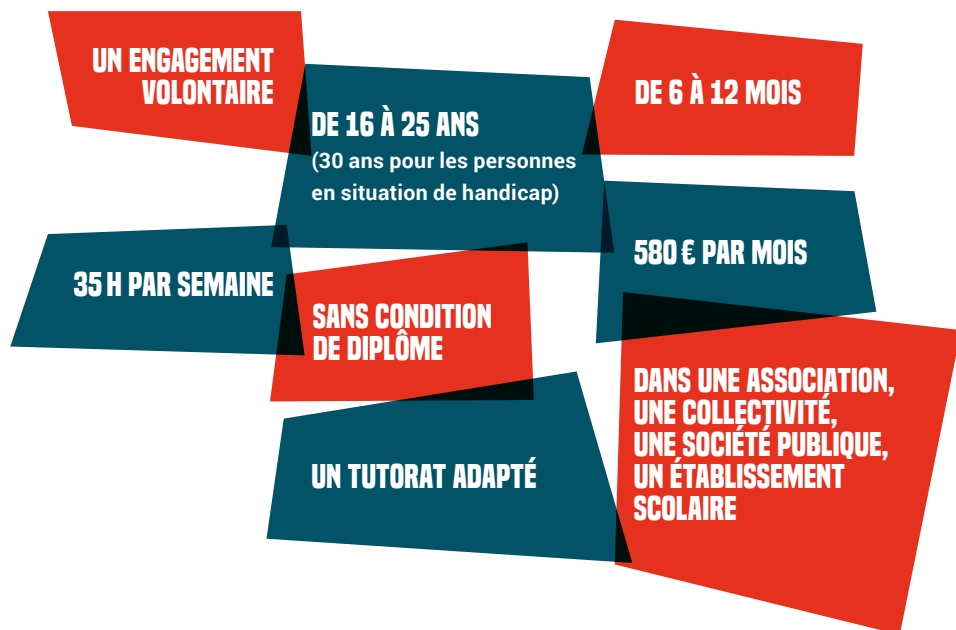 UN ENGAGEMENT
VOLONTAIRE
DE 16 À 25 ANS
(30 ans pour les personnes
en situation de handicap)
DE 6 À 12 MOIS
35 H PAR SEMAINE
SANS CONDITION
DE DIPLÔME
580 € PAR MOIS
UN TUTORAT ADAPTÉ
DANS UNE ASSOCIATION,
UNE COLLECTIVITÉ,
UNE SOCIÉTÉ PUBLIQUE,
UN ÉTABLISSEMENT
SCOLAIRE